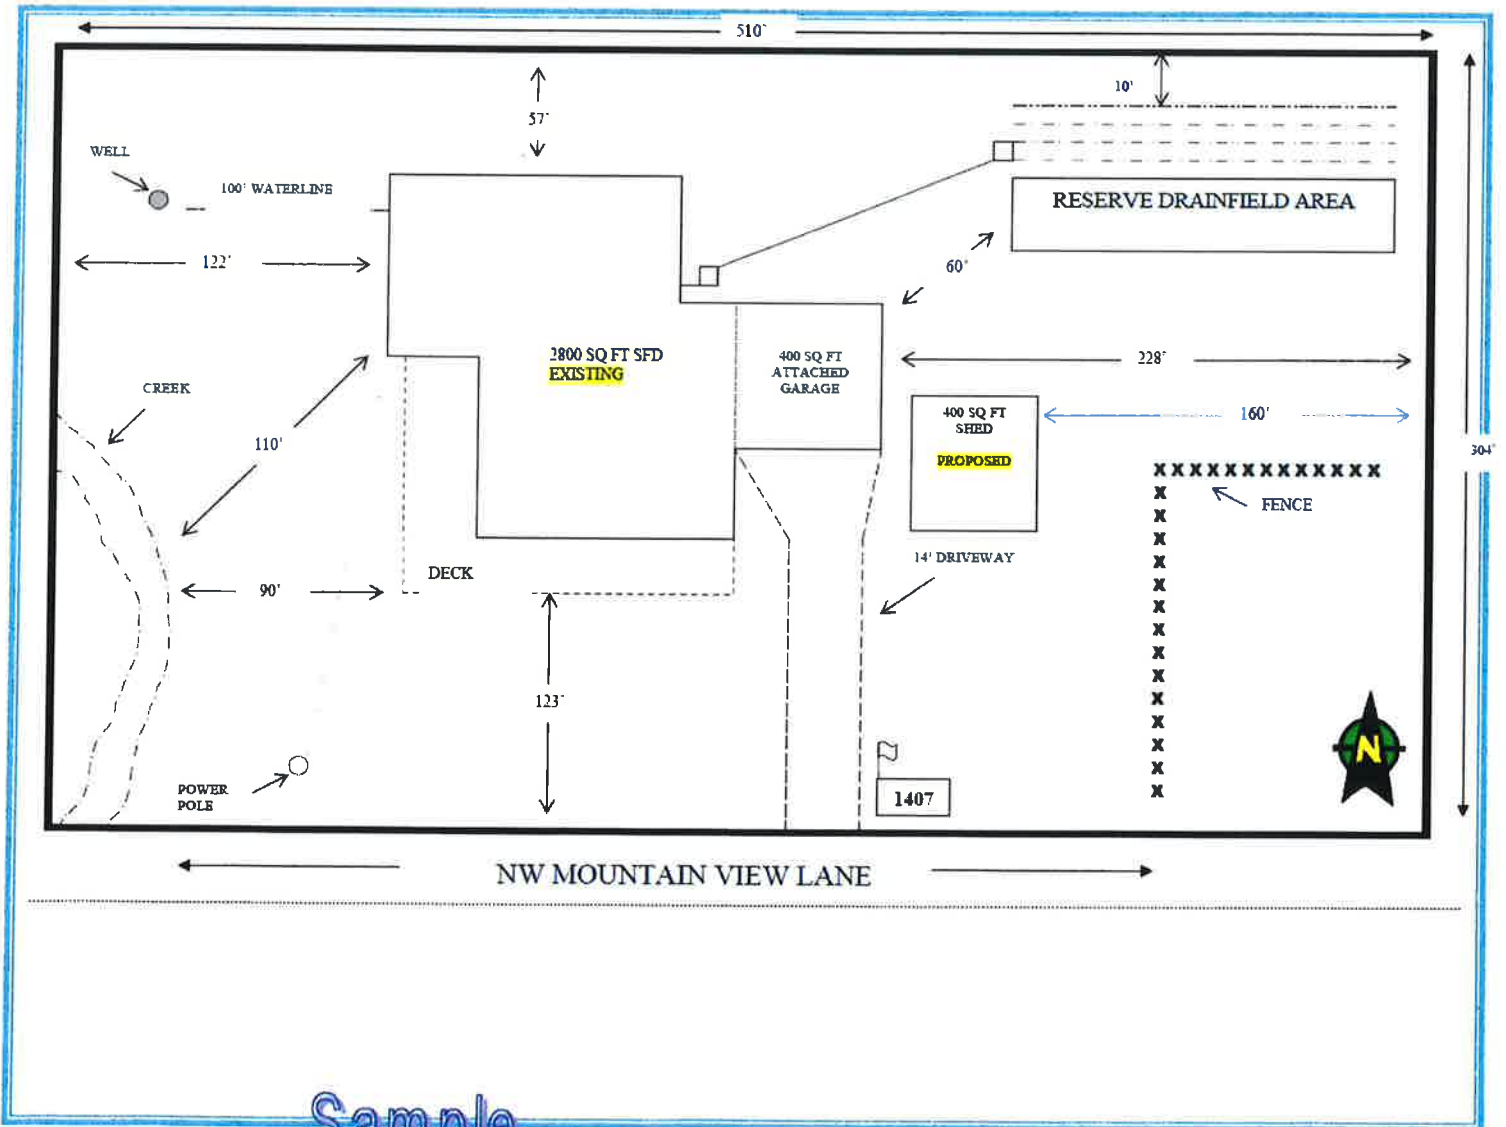 510'
10'
57'
WELL
100' WATERLINE
RESERVE DRAINFIELD AREA
122'
60'
2800 SQ FT SFD
EXISTING
400 SQ FT
ATTACHED
GARAGE
228'
CREEK
400 SQ FT
SHED
PROPOSED
160'
110'
304'
XXXXXXXXXXXXX
FENCE
X
X
X
X
X
X
X
X
X
X
X
X
X
X
14' DRIVEWAY
DECK
90'
123'
N
POWER
POLE
1407
NW MOUNTAIN VIEW LANE
Sample